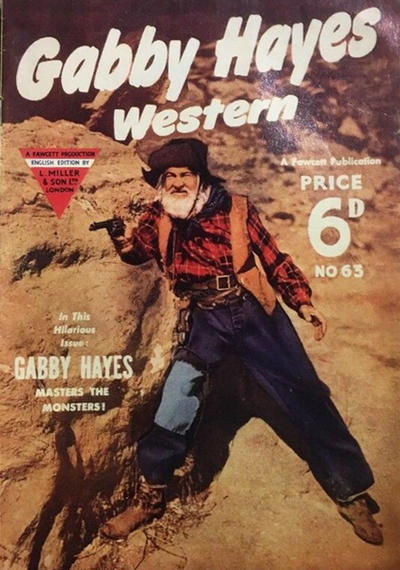 Gabby Hayes
Western
A FAWCETT PRODUCTION
ENGLISH EDITION BY
L. MILLER
& SON LTD
LONDON
A Fawcett Publication
PRICE
6D
NO 63
In This
Hilarious
Issue:
GABBY HAYES
MASTERS THE
MONSTERS!